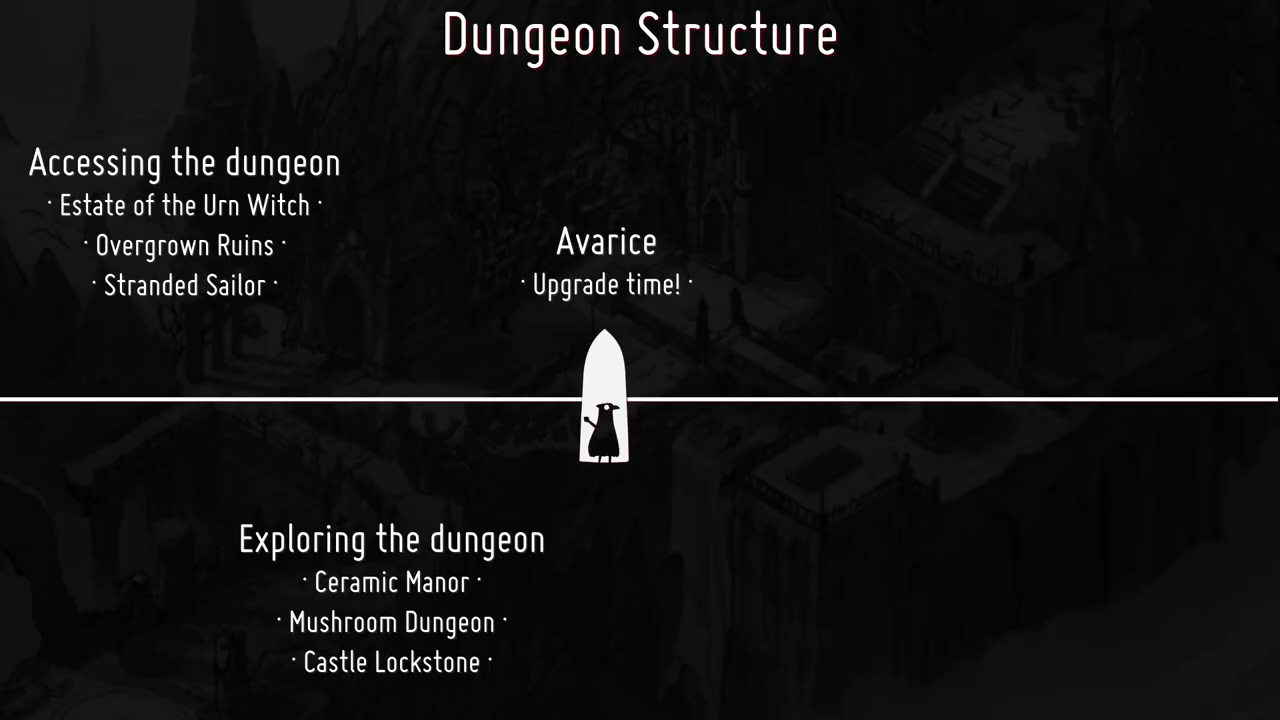 Dungeon Structure
Accessing the dungeon
· Estate of the Urn Witch ·
· Overgrown Ruins ·
· Stranded Sailor ·
Avarice
· Upgrade time! ·
Exploring the dungeon
· Ceramic Manor ·
· Mushroom Dungeon ·
· Castle Lockstone ·